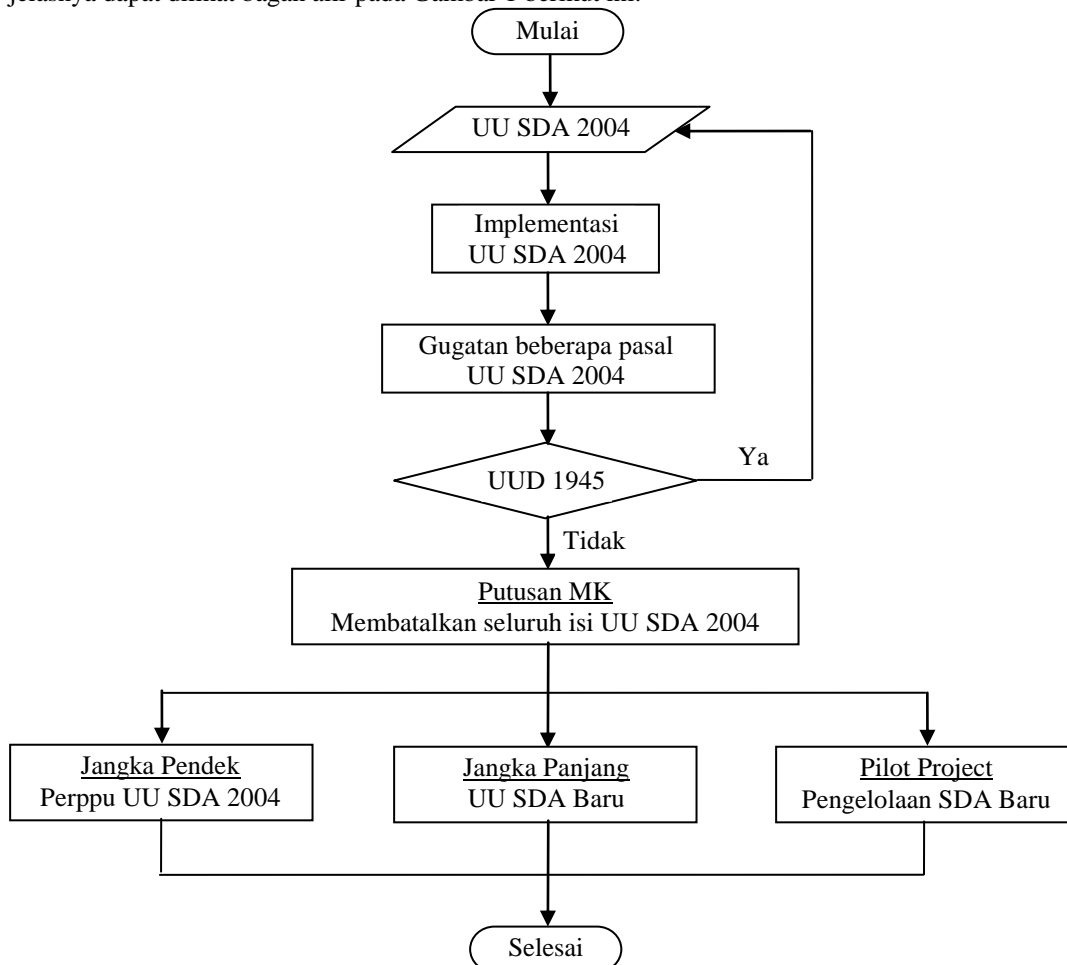 jelasnya dapat dilihat bagan alir pada Gambar 1 berikut ini.
Mulai
UU SDA 2004
Implementasi
UU SDA 2004
Gugatan beberapa pasal
UU SDA 2004
UUD 1945
Ya
Tidak
Putusan MK
Membatalkan seluruh isi UU SDA 2004
Jangka Pendek
Perppu UU SDA 2004
Jangka Panjang
UU SDA Baru
Pilot Project
Pengelolaan SDA Baru
Selesai